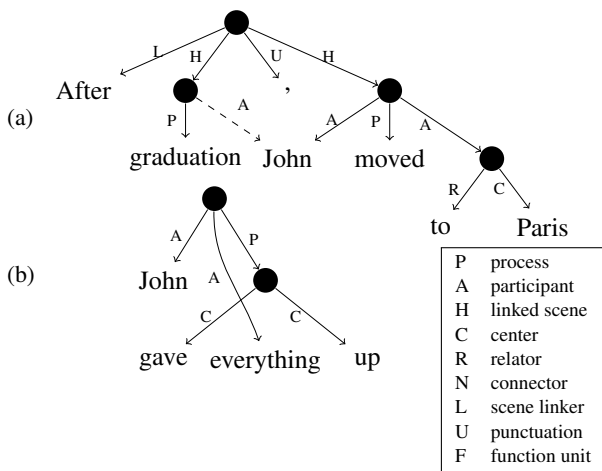 L H U H
After ,
(a) P A A P A
graduation John moved
R C
to Paris
A P
(b) John A
C C
gave everything up
P process
A participant
H linked scene
C center
R relator
N connector
L scene linker
U punctuation
F function unit